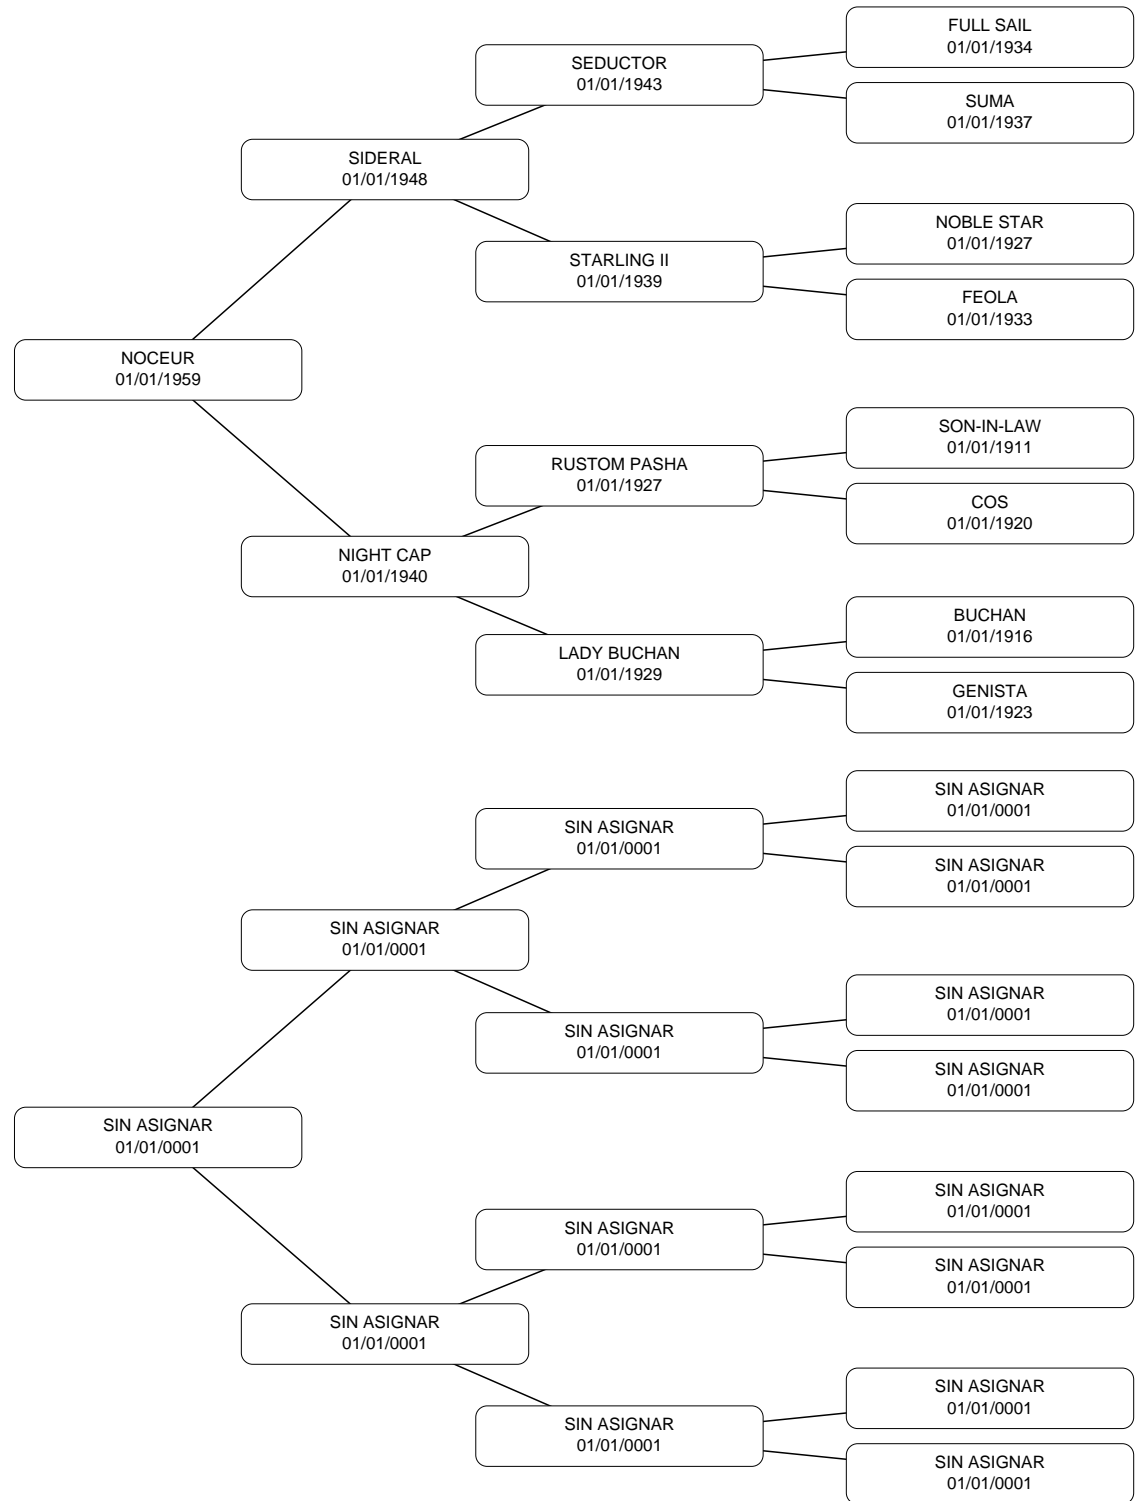 FULL SAIL
01/01/1934
SEDUCTOR
01/01/1943
SUMA
01/01/1937
SIDERAL
01/01/1948
NOBLE STAR
01/01/1927
STARLING II
01/01/1939
FEOLA
01/01/1933
NOCEUR
01/01/1959
SON-IN-LAW
01/01/1911
RUSTOM PASHA
01/01/1927
COS
01/01/1920
NIGHT CAP
01/01/1940
BUCHAN
01/01/1916
LADY BUCHAN
01/01/1929
GENISTA
01/01/1923
SIN ASIGNAR
01/01/0001
SIN ASIGNAR
01/01/0001
SIN ASIGNAR
01/01/0001
SIN ASIGNAR
01/01/0001
SIN ASIGNAR
01/01/0001
SIN ASIGNAR
01/01/0001
SIN ASIGNAR
01/01/0001
SIN ASIGNAR
01/01/0001
SIN ASIGNAR
01/01/0001
SIN ASIGNAR
01/01/0001
SIN ASIGNAR
01/01/0001
SIN ASIGNAR
01/01/0001
SIN ASIGNAR
01/01/0001
SIN ASIGNAR
01/01/0001
SIN ASIGNAR
01/01/0001